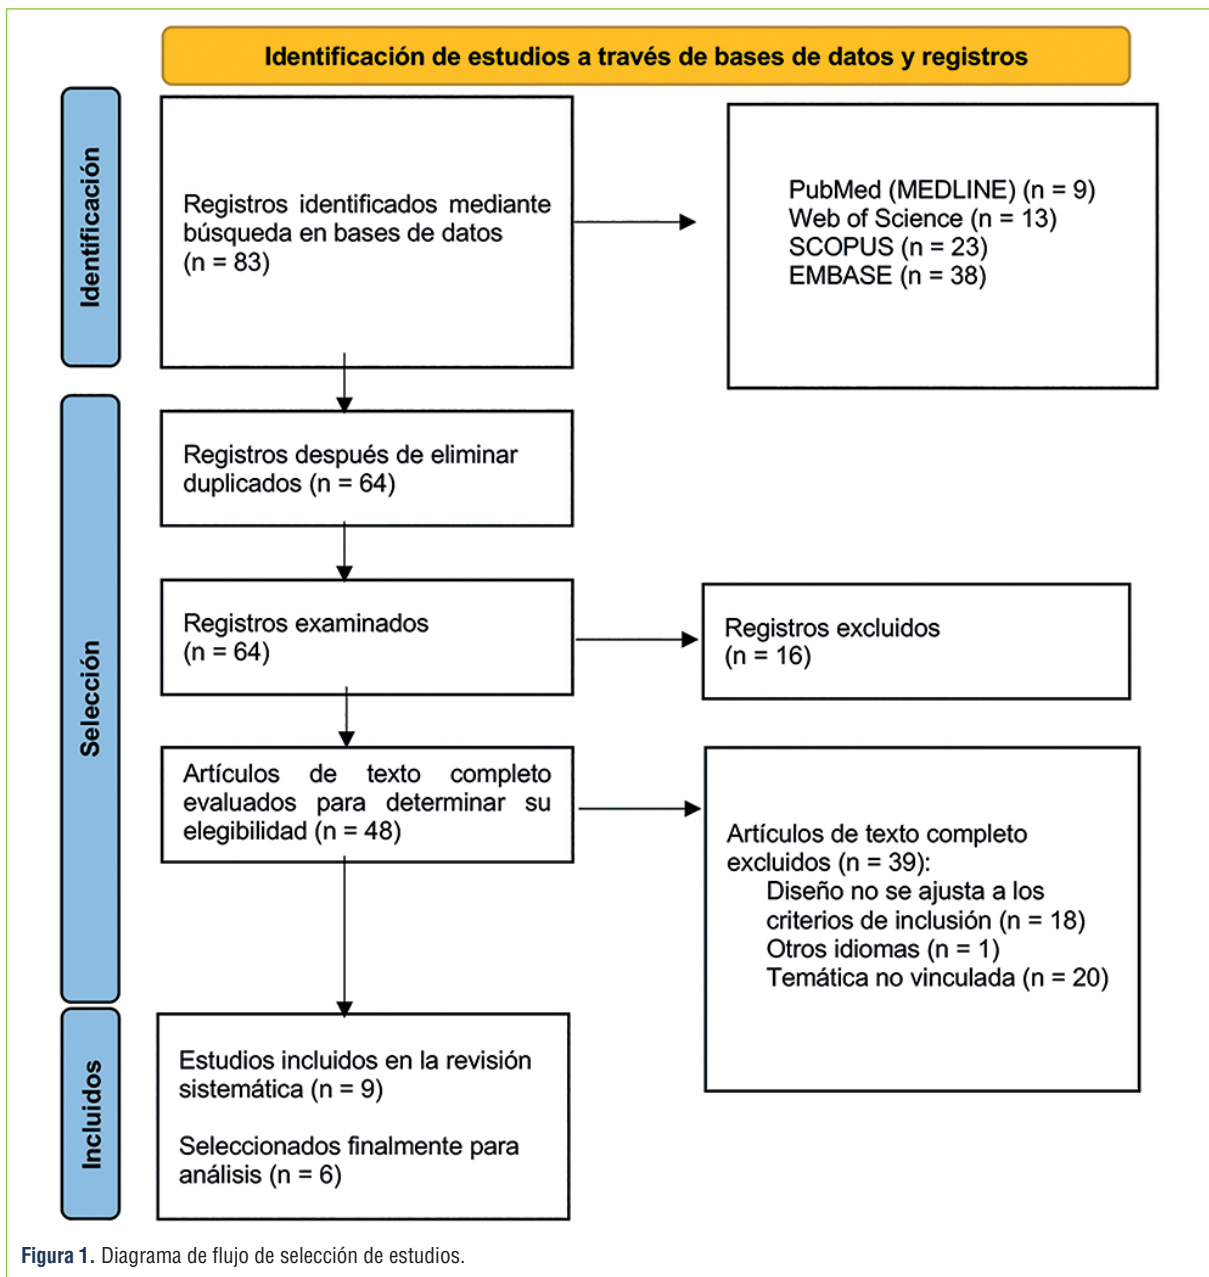 Identificación de estudios a través de bases de datos y registros
Identificación
Registros identificados mediante
búsqueda en bases de datos
(n = 83)
PubMed (MEDLINE) (n = 9)
Web of Science (n = 13)
SCOPUS (n = 23)
EMBASE (n = 38)
Selección
Registros después de eliminar
duplicados (n = 64)
Registros examinados
(n = 64)
Registros excluidos
(n = 16)
Artículos de texto completo
evaluados para determinar su
elegibilidad (n = 48)
Artículos de texto completo
excluidos (n = 39):
Diseño no se ajusta a los
criterios de inclusión (n = 18)
Otros idiomas (n = 1)
Temática no vinculada (n = 20)
Incluidos
Estudios incluidos en la revisión
sistemática (n = 9)
Seleccionados finalmente para
análisis (n = 6)
Figura 1. Diagrama de flujo de selección de estudios.